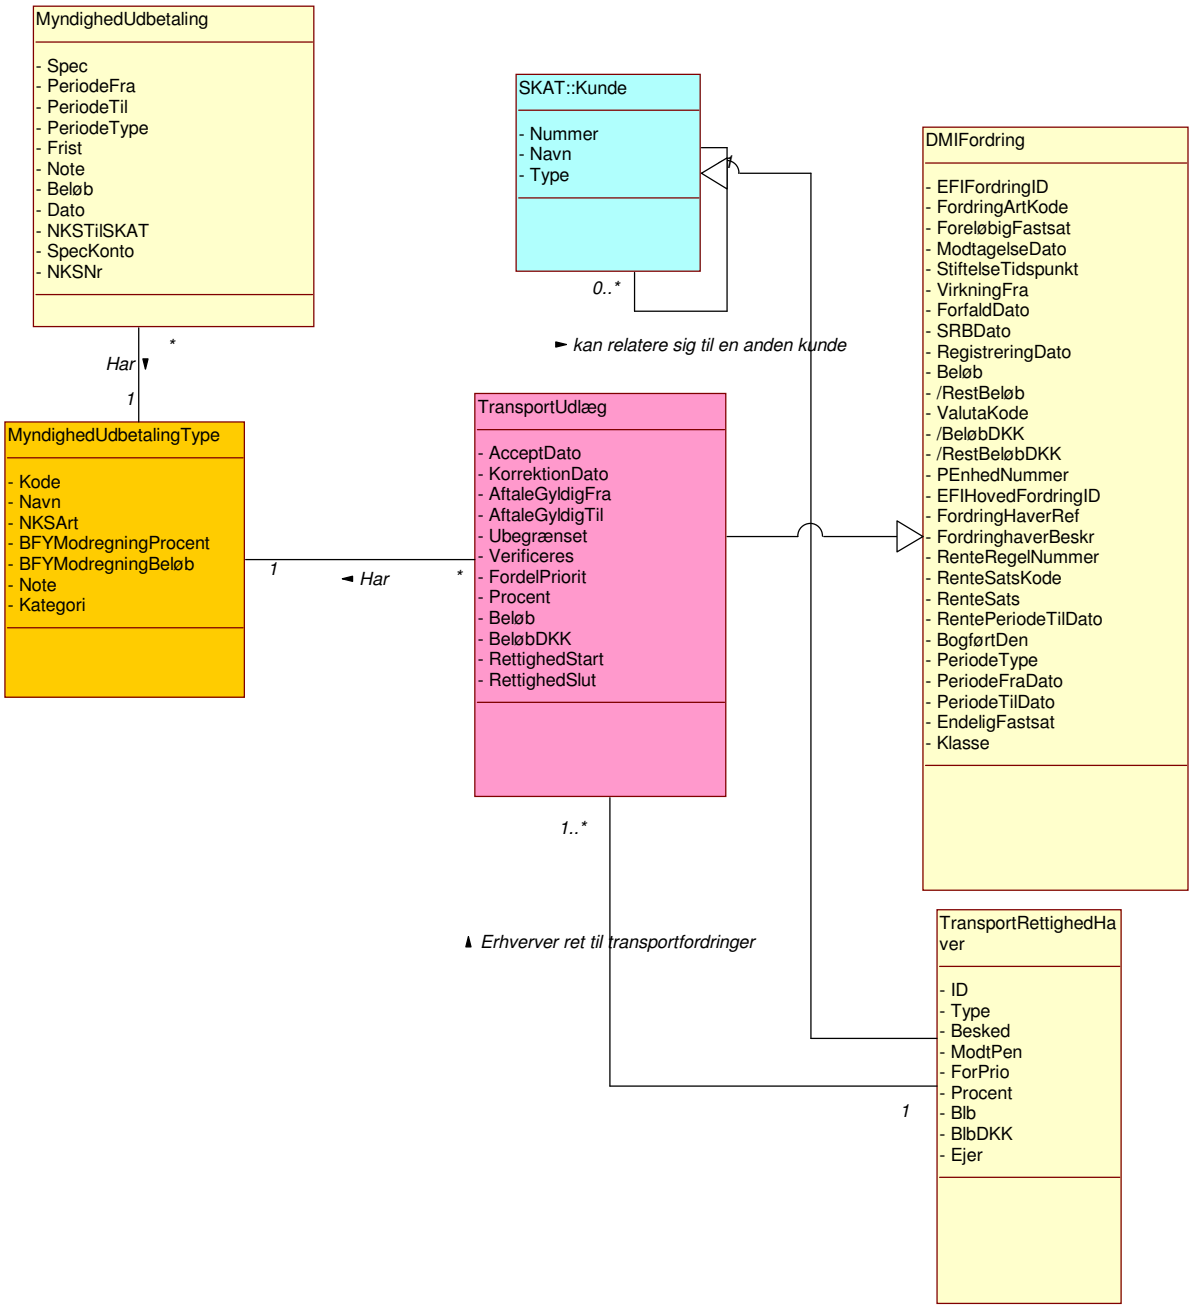 MyndighedUdbetaling
- Spec
- PeriodeFra
- PeriodeTil
- PeriodeType
- Frist
- Note
- Beløb
- Dato
- NKSTilSKAT
- SpecKonto
- NKSNr
*
Har
1
MyndighedUdbetalingType
- Kode
- Navn
- NKSArt
- BFYModregningProcent
- BFYModregningBeløb
- Note
- Kategori
1
Har
*
SKAT::Kunde
- Nummer
- Navn
- Type
1
0..*
kan relatere sig til en anden kunde
TransportUdlæg
- AcceptDato
- KorrektionDato
- AftaleGyldigFra
- AftaleGyldigTil
- Ubegrænset
- Verificeres
- FordelPriorit
- Procent
- Beløb
- BeløbDKK
- RettighedStart
- RettighedSlut
1..*
Erhverver ret til transportfordringer
1
DMIFordring
- EFIFordringID
- FordringArtKode
- ForeløbigFastsat
- ModtagelseDato
- StiftelseTidspunkt
- VirkningFra
- ForfaldDato
- SRBDato
- RegistreringDato
- Beløb
- /RestBeløb
- ValutaKode
- /BeløbDKK
- /RestBeløbDKK
- PEnhedNummer
- EFIHovedFordringID
- FordringHaverRef
- FordringhaverBeskr
- RenteRegelNummer
- RenteSatsKode
- RenteSats
- RentePeriodeTilDato
- BogførtDen
- PeriodeType
- PeriodeFraDato
- PeriodeTilDato
- EndeligFastsat
- Klasse
TransportRettighedHa
ver
- ID
- Type
- Besked
- ModtPen
- ForPrio
- Procent
- Blb
- BlbDKK
- Ejer